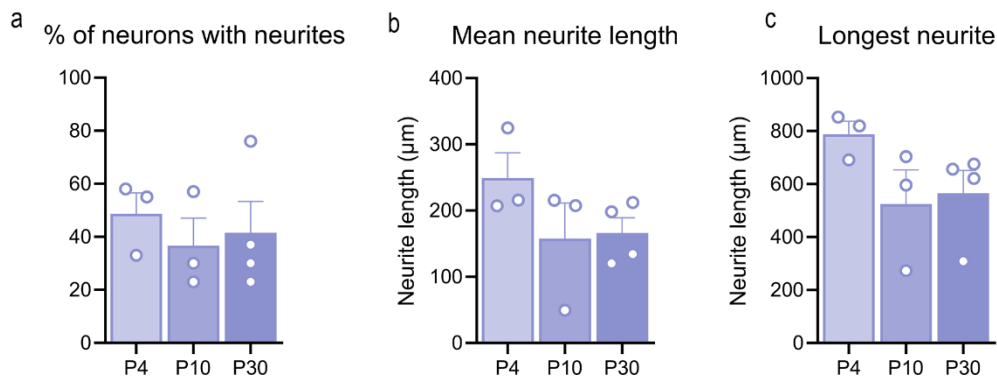 a
% of neurons with neurites
100
80
60
40
20
0
P4 P10 P30
b
Mean neurite length
Neurite length (µm)
400
300
200
100
0
P4 P10 P30
c
Longest neurite
Neurite length (µm)
1000
800
600
400
200
0
P4 P10 P30